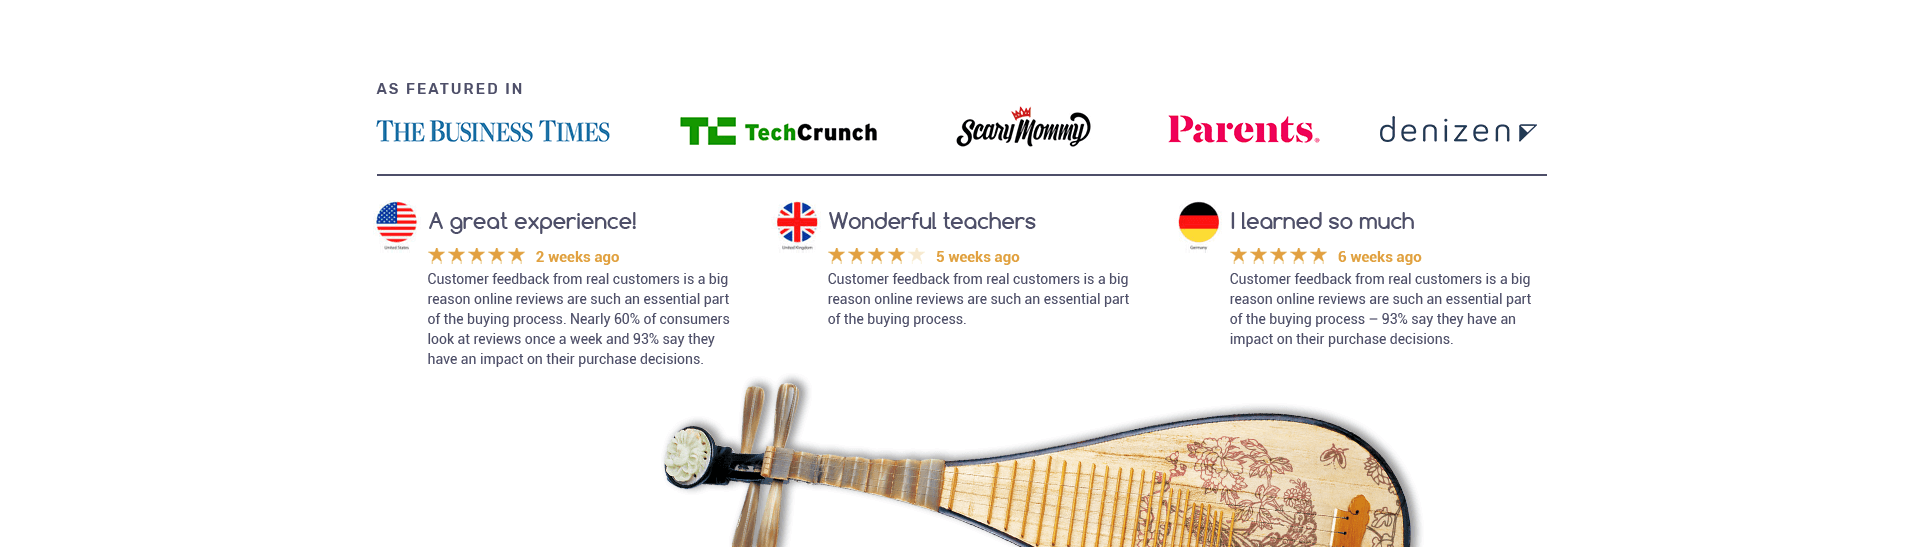 AS FEATURED IN
THE BUSINESS TIMES
TC TechCrunch
Scary Mommy
Parents.
denizen
A great experience!
United States
2 weeks ago
Customer feedback from real customers is a big
reason online reviews are such an essential part
of the buying process. Nearly 60% of consumers
look at reviews once a week and 93% say they
have an impact on their purchase decisions.
Wonderful teachers
United Kingdom
5 weeks ago
Customer feedback from real customers is a big
reason online reviews are such an essential part
of the buying process.
I learned so much
Germany
6 weeks ago
Customer feedback from real customers is a big
reason online reviews are such an essential part
of the buying process – 93% say they have an
impact on their purchase decisions.